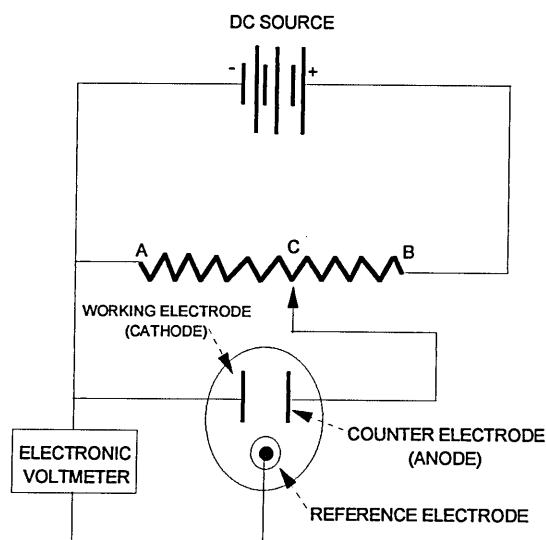 DC SOURCE
- +
A C B
WORKING ELECTRODE
(CATHODE)
ELECTRONIC
VOLTMETER
COUNTER ELECTRODE
(ANODE)
REFERENCE ELECTRODE